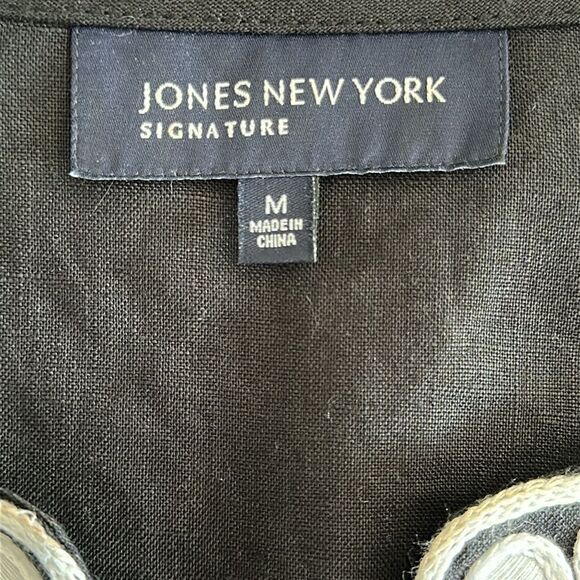 JONES NEW YORK
SIGNATURE
M
MADE IN
CHINA